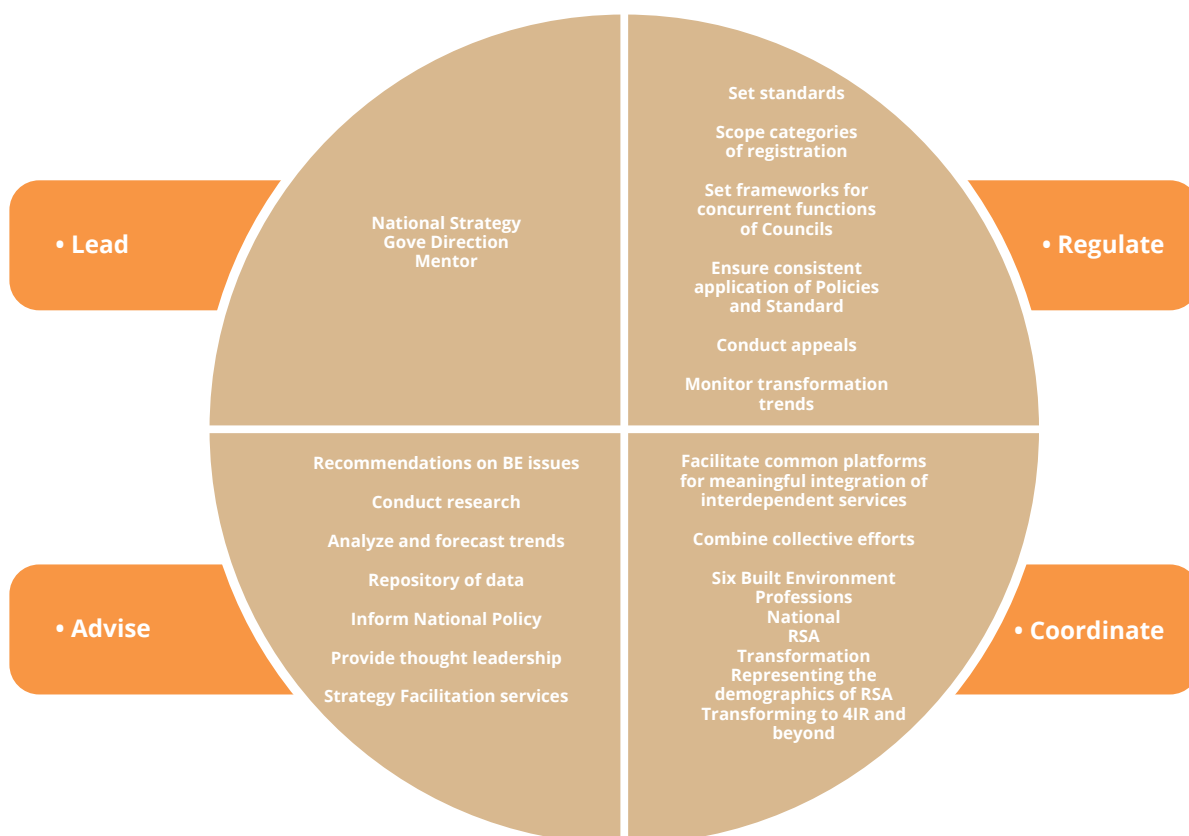 • Lead
National Strategy
Gove Direction
Mentor
Set standards
Scope categories
of registration
Set frameworks for
concurrent functions
of Councils
Ensure consistent
application of Policies
and Standard
Conduct appeals
Monitor transformation
trends
• Regulate
• Advise
Recommendations on BE issues
Conduct research
Analyze and forecast trends
Repository of data
Inform National Policy
Provide thought leadership
Strategy Facilitation services
Facilitate common platforms
for meaningful integration of
interdependent services
Combine collective efforts
Six Built Environment
Professions
National
RSA
Transformation
Representing the
demographics of RSA
Transforming to 4IR and
beyond
• Coordinate